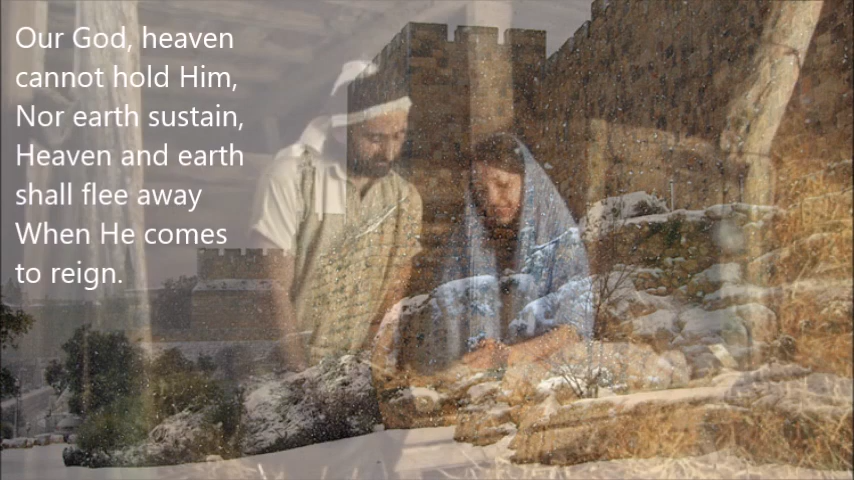 Our God, heaven
cannot hold Him,
Nor earth sustain,
Heaven and earth
shall flee away
When He comes
to reign.